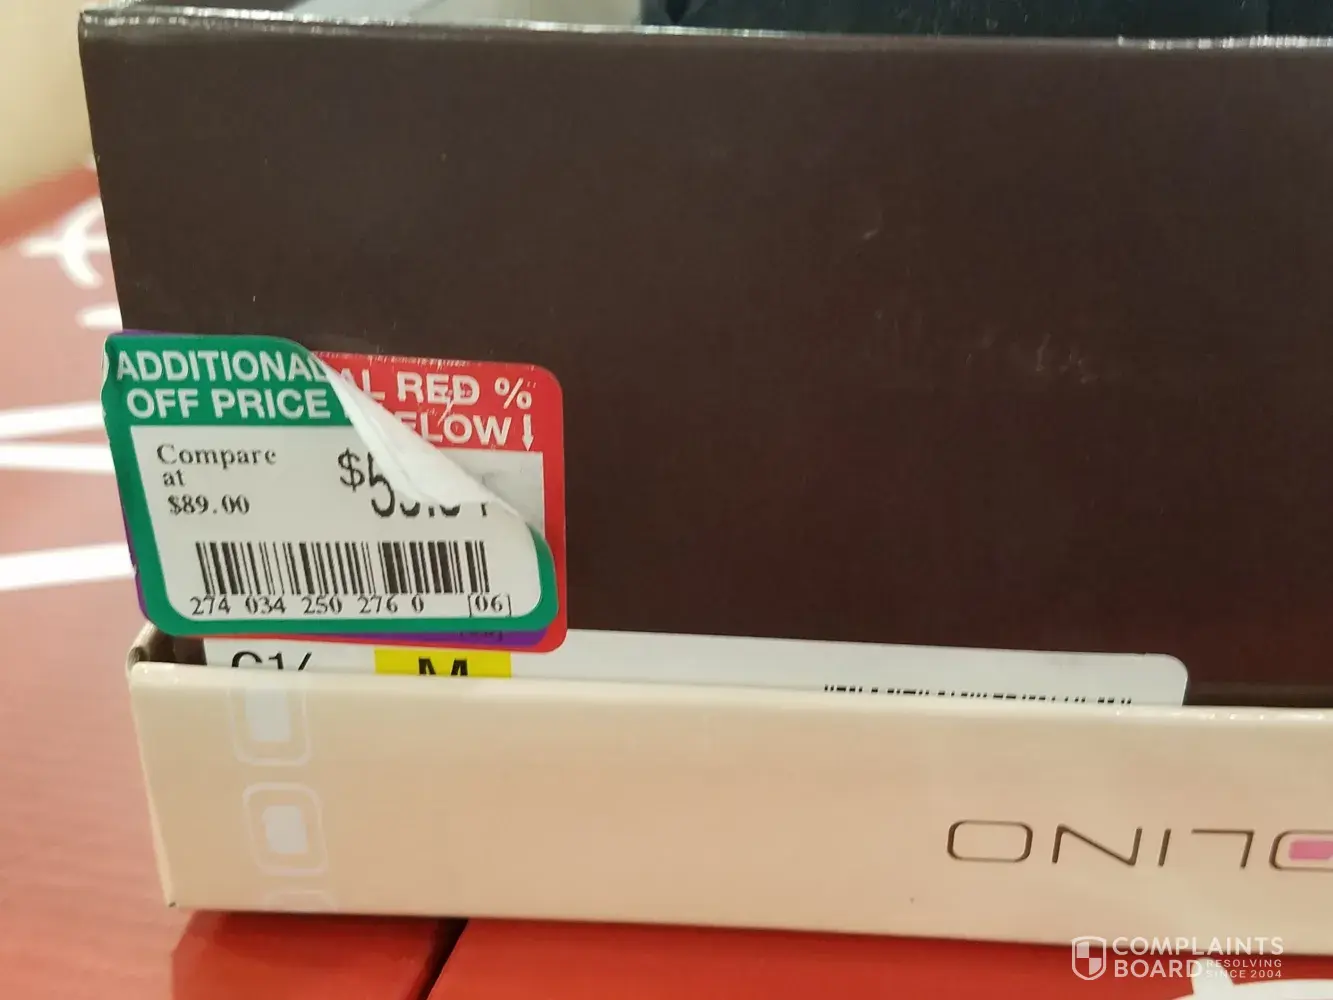 ADDITIONAL
OFF PRICE
AL RED %
ELOW↓
Compare
at
$89.00
274 034 250 276 0 [06]
M
OLINO
COMPLAINTS
BOARD
RESOLVING
SINCE 2004